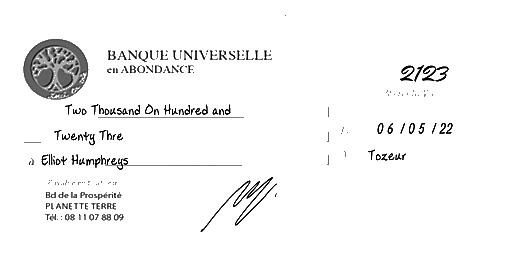 BANQUE UNIVERSELLE
en ABONDANCE
2123
Two Thousand On Hundred and
Twenty Thre
06/05/22
à Elliot Humphreys
Tozeur
Bd de la Prospérité
PLANETTE TERRE
Tél. : 08 11 07 88 09